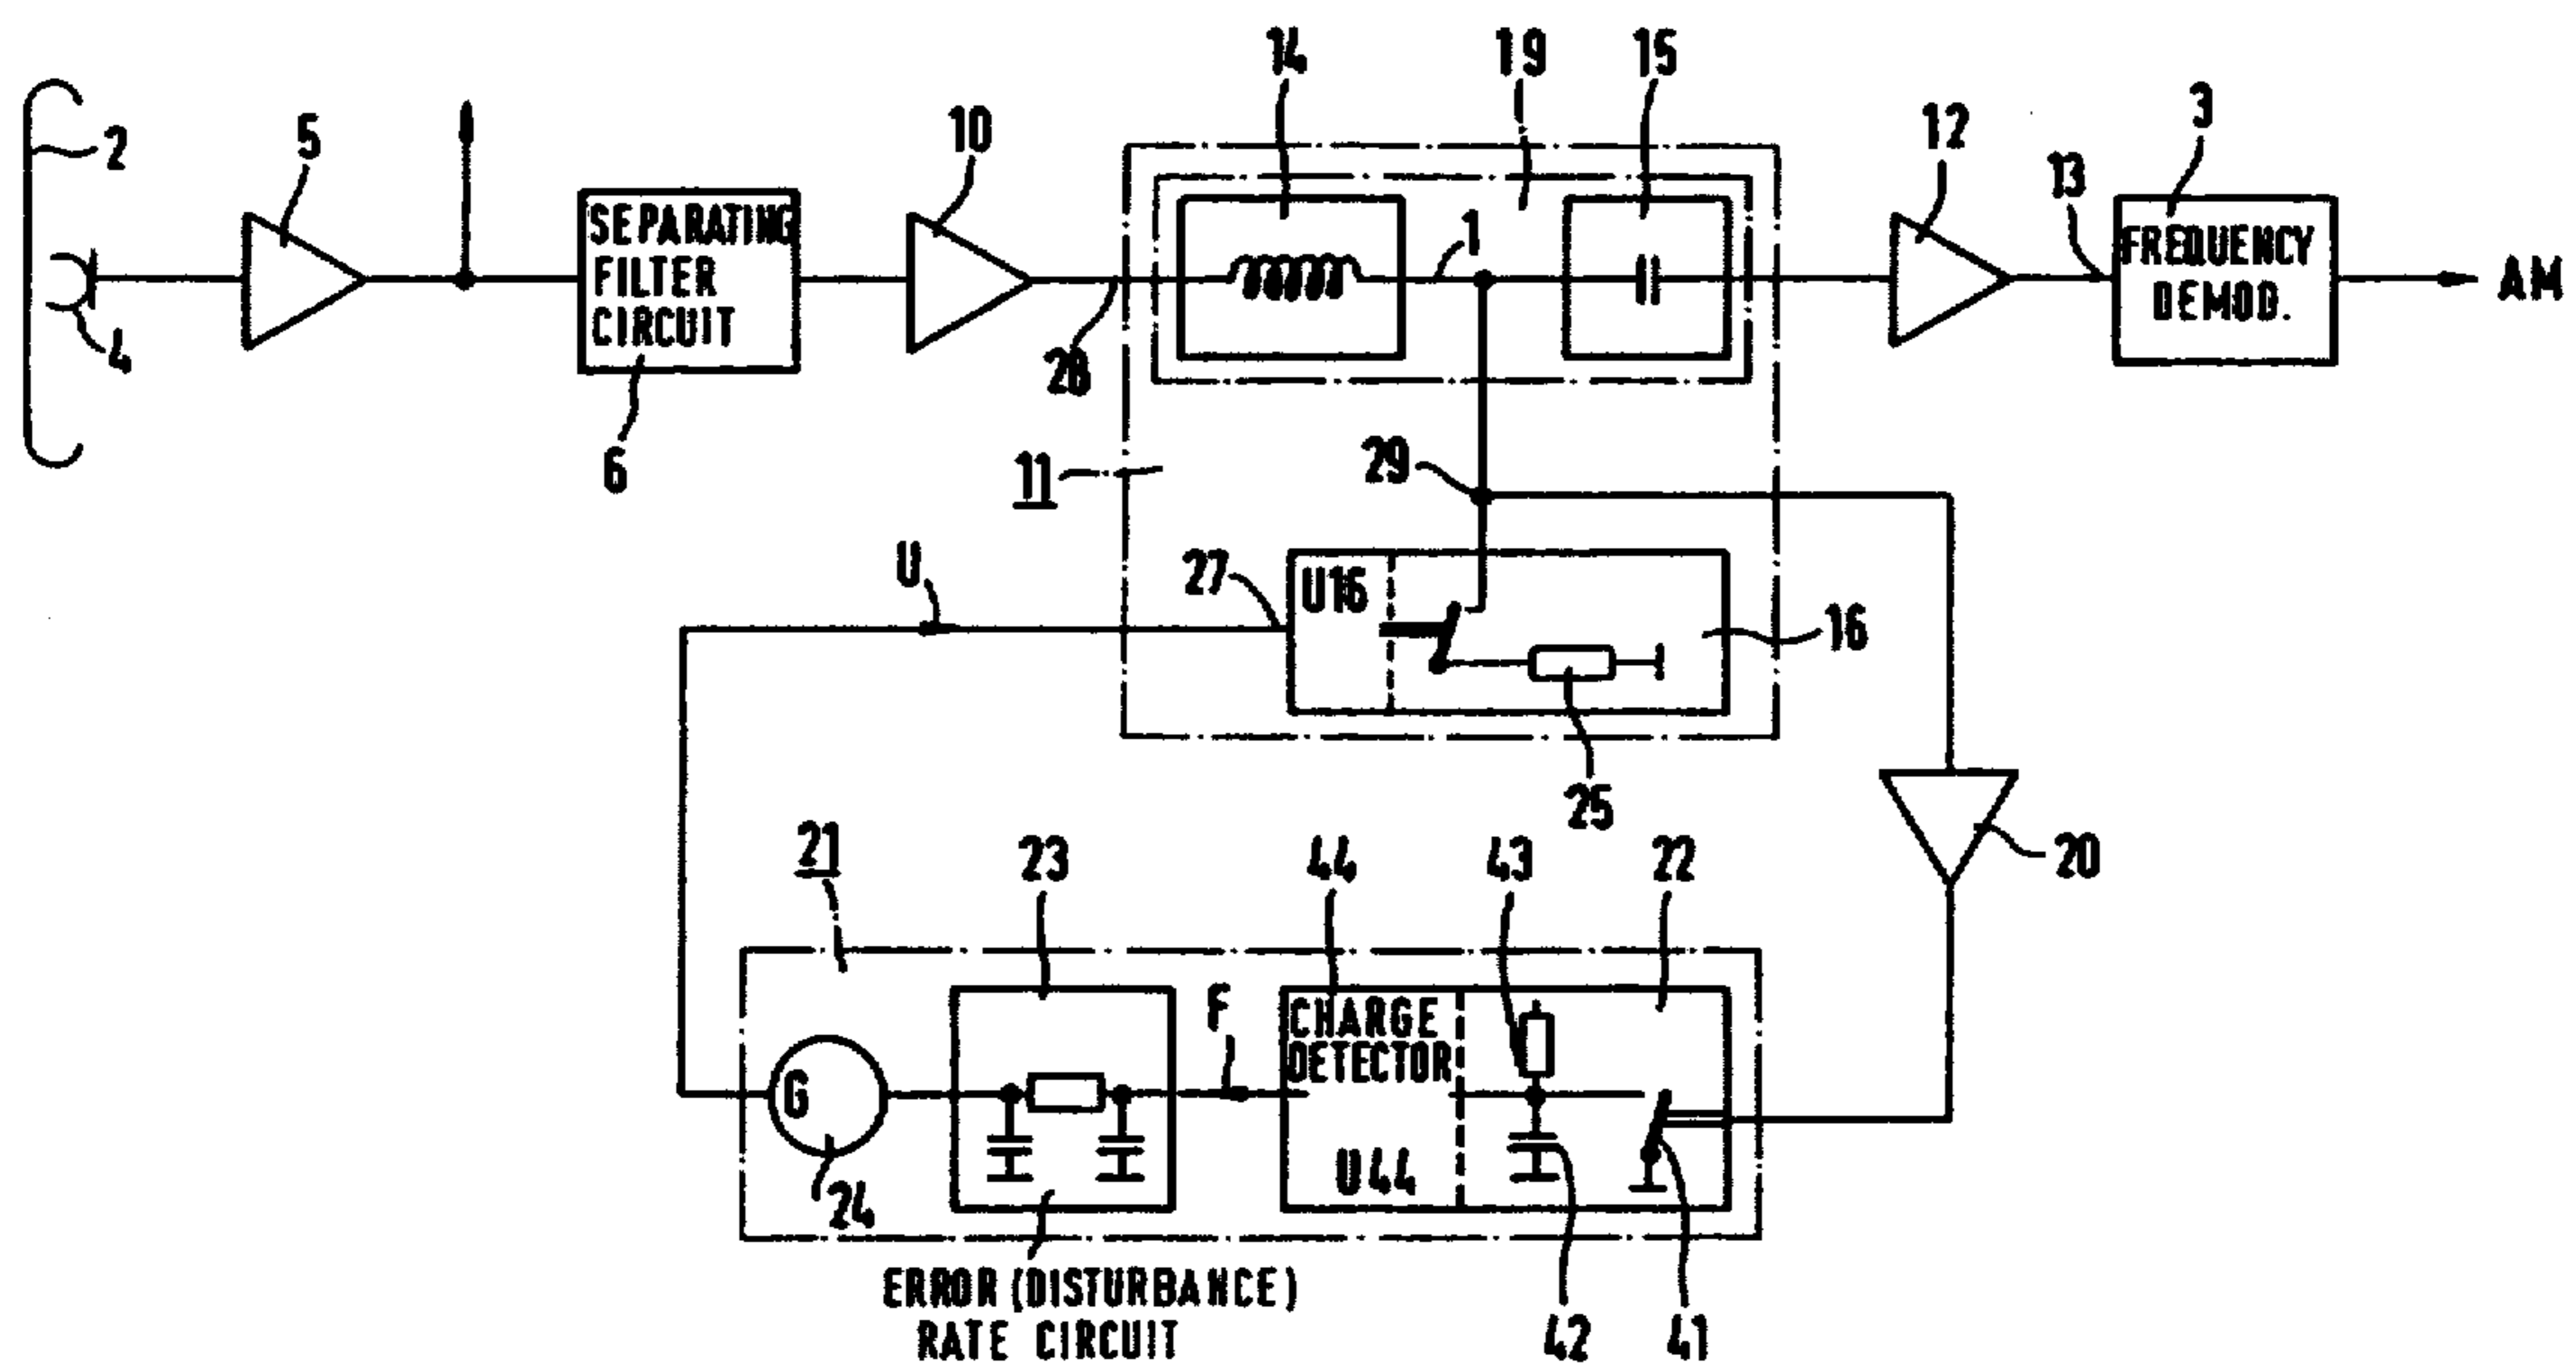 14
19
15
2
5
10
12
3
13
SEPARATING
FILTER
CIRCUIT
1
FREQUENCY
DEMOD.
AM
4
28
6
11
29
U
27
U16
16
25
20
21
23
44
43
22
F
CHARGE
DETECTOR
G
U44
24
ERROR (DISTURBANCE)
RATE CIRCUIT
42
41